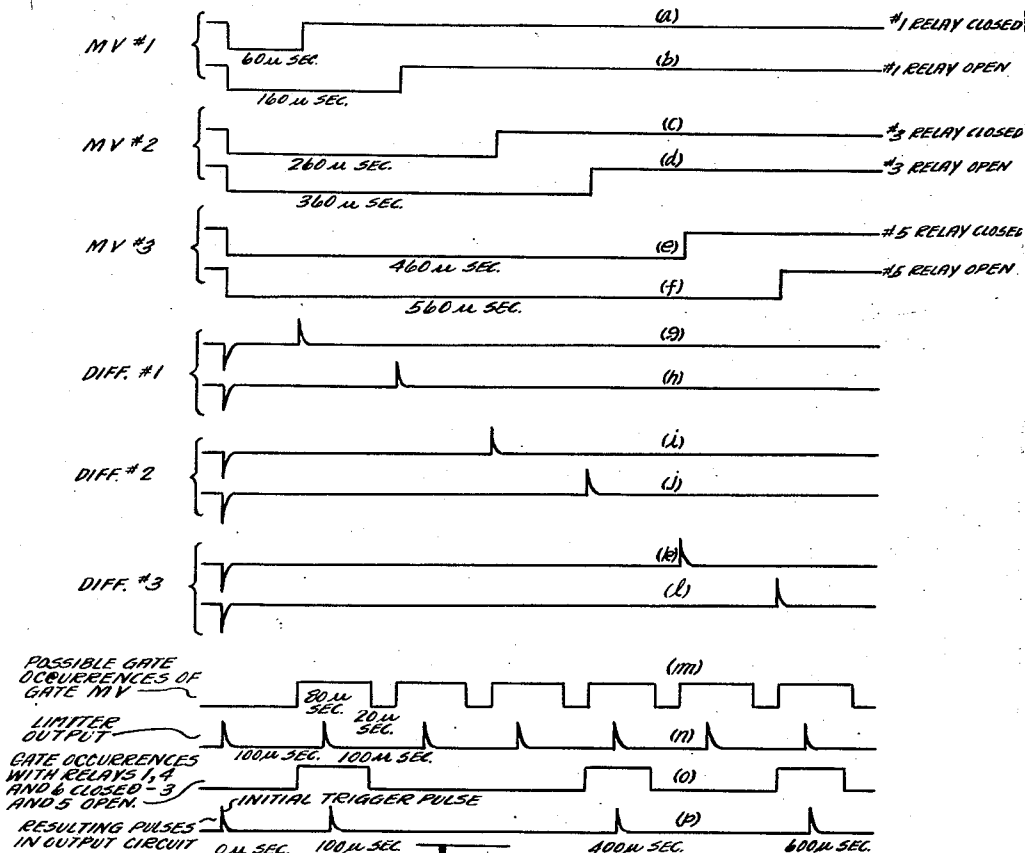 (a)
#1 RELAY CLOSED
MV #1
60 μ SEC.
(b)
#1 RELAY OPEN
160 μ SEC.
(c)
#3 RELAY CLOSED
MV #2
260 μ SEC.
(d)
#3 RELAY OPEN
360 μ SEC.
MV #3
(e)
#5 RELAY CLOSED
460 μ SEC.
#5 RELAY OPEN
(f)
560 μ SEC.
(g)
DIFF. #1
(h)
(i)
DIFF. #2
(j)
(k)
DIFF. #3
(l)
POSSIBLE GATE
OCCURRENCES OF
GATE MV
(m)
80 μ
SEC.
20 μ
SEC.
LIMITER
OUTPUT
(n)
100 μ SEC.
100 μ SEC.
GATE OCCURRENCES
WITH RELAYS 1, 4
AND 6 CLOSED - 3
AND 5 OPEN.
(o)
INITIAL TRIGGER PULSE
RESULTING PULSES
IN OUTPUT CIRCUIT
(p)
0 μ SEC.
100 μ SEC.
400 μ SEC.
600 μ SEC.